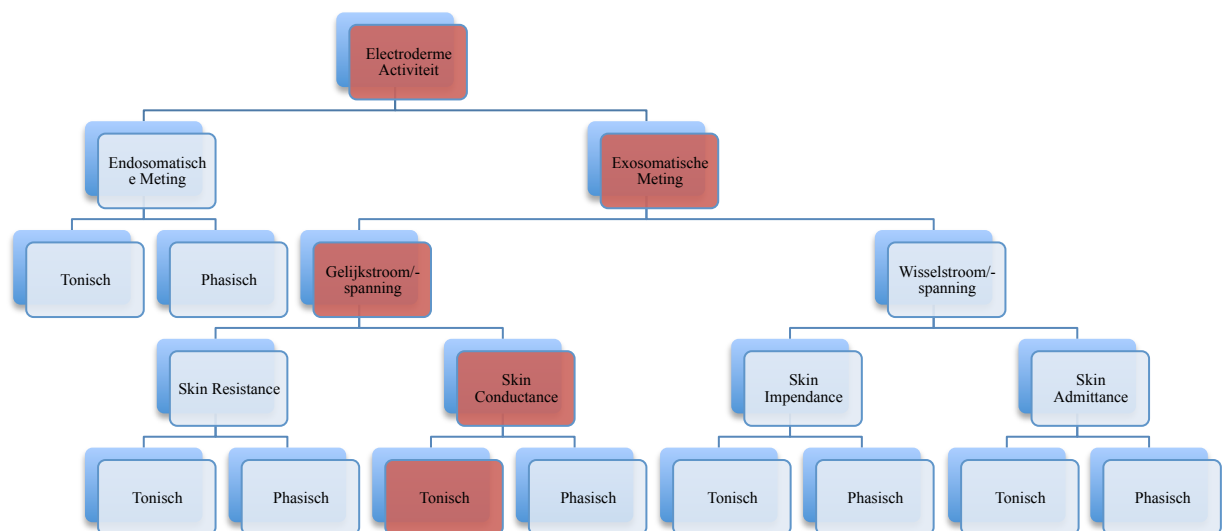 Electroderme
Activiteit
Endosomatisch
e Meting
Exosomatische
Meting
Tonisch
Phasisch
Gelijkstroom/-
spanning
Wisselstroom/-
spanning
Skin Resistance
Skin
Conductance
Skin
Impendance
Skin
Admittance
Tonisch
Phasisch
Tonisch
Phasisch
Tonisch
Phasisch
Tonisch
Phasisch